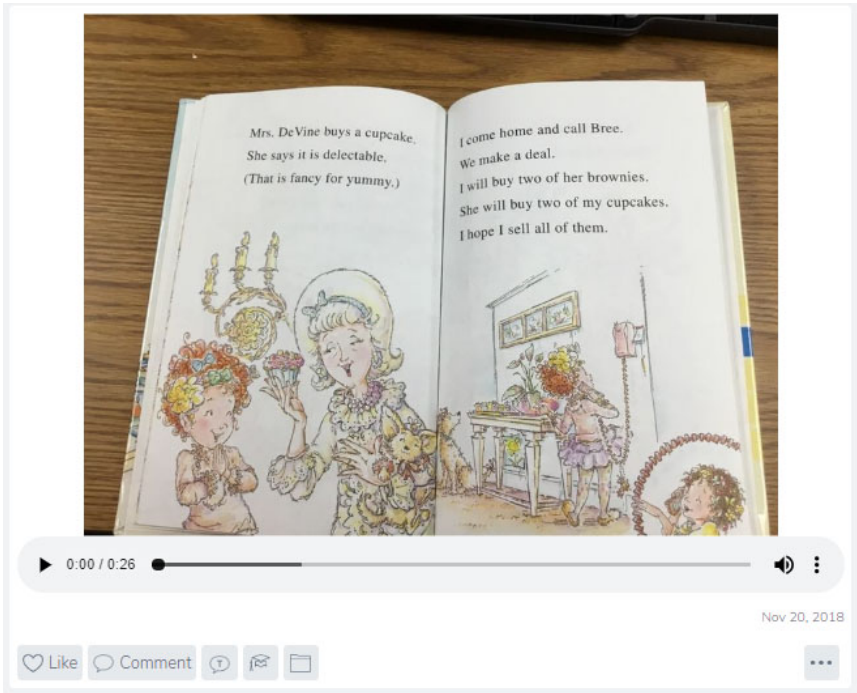 Mrs. DeVine buys a cupcake.
She says it is delectable.
(That is fancy for yummy.)
I come home and call Bree.
We make a deal.
I will buy two of her brownies.
She will buy two of my cupcakes.
I hope I sell all of them.
0:00 / 0:26
Nov 20, 2018
Like
Comment
T